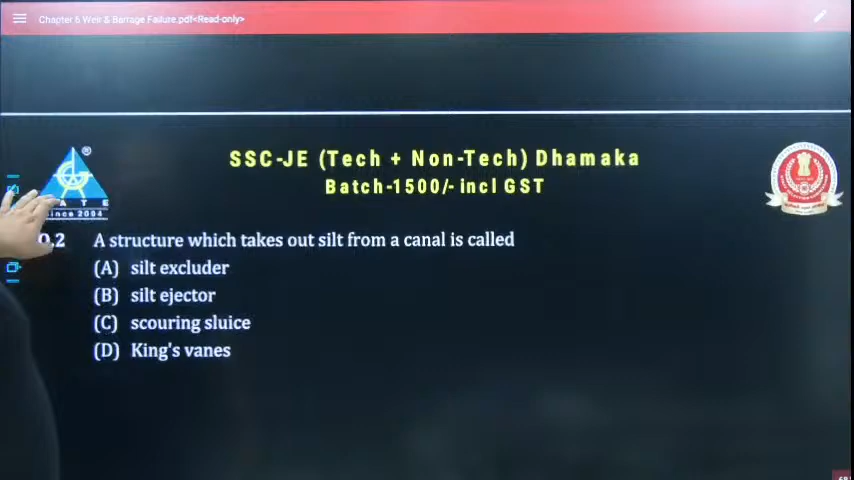 Chapter 6 Weir & Barrage Failure.pdf<Read-only>
SSC-JE (Tech + Non-Tech) Dhamaka
Batch-1500/- incl GST
®
A T E
since 2004
Q.2 A structure which takes out silt from a canal is called
(A) silt excluder
(B) silt ejector
(C) scouring sluice
(D) King's vanes